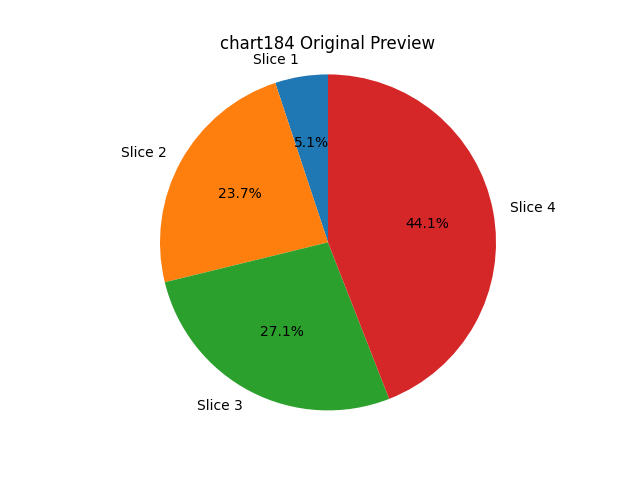 chart184 Original Preview
Slice 1
5.1%
Slice 2
23.7%
Slice 4
44.1%
27.1%
Slice 3